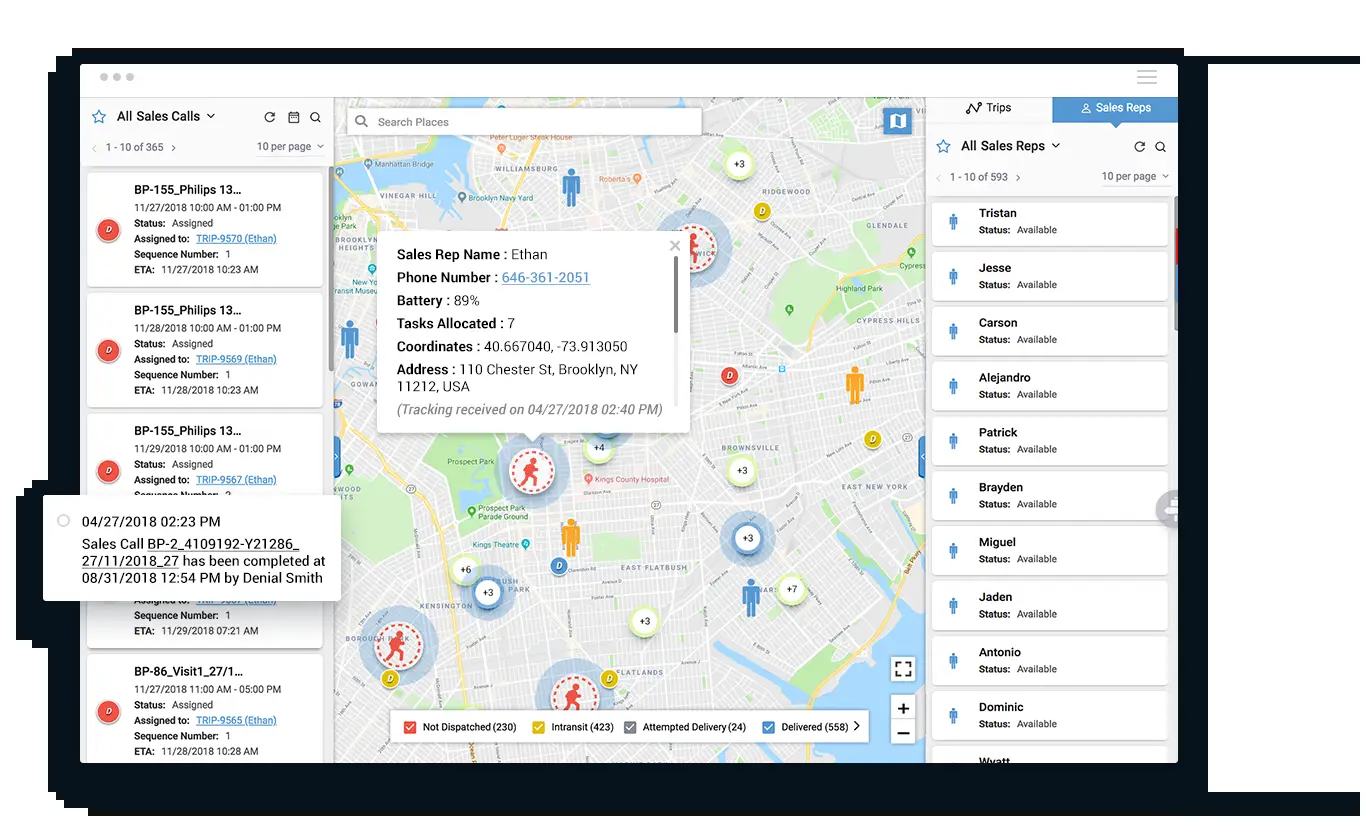 All Sales Calls
1 - 10 of 365
10 per page
BP-155_Philips 13...
11/27/2018 10:00 AM - 01:00 PM
Status: Assigned
Assigned to: TRIP-9570 (Ethan)
Sequence Number: 1
ETA: 11/27/2018 10:23 AM
BP-155_Philips 13...
11/28/2018 10:00 AM - 01:00 PM
Status: Assigned
Assigned to: TRIP-9569 (Ethan)
Sequence Number: 1
ETA: 11/28/2018 10:23 AM
BP-155_Philips 13...
11/29/2018 10:00 AM - 01:00 PM
Status: Assigned
Assigned to: TRIP-9567 (Ethan)
04/27/2018 02:23 PM
Sales Call BP-2_4109192-Y21286_
27/11/2018_27 has been completed at
08/31/2018 12:54 PM by Denial Smith
Sequence Number: 1
ETA: 11/29/2018 07:21 AM
BP-86_Visit1_27/1...
11/27/2018 11:00 AM - 05:00 PM
Status: Assigned
Assigned to: TRIP-9565 (Ethan)
Sequence Number: 1
ETA: 11/28/2018 10:28 AM
D
D
D
D
Search Places
Peter Luger Steak House
Manhattan Bridge
WILLIAMSBURG
Roberta's
+3
RIDGEWOOD
VINEGAR HILL
Brooklyn Navy Yard
D
GLENDALE
BROOKLYN
HEIGHTS
Cypress
Highland Park
CYPRESS HILLS
Sales Rep Name : Ethan
Phone Number : 646-361-2051
Battery : 89%
Tasks Allocated : 7
Coordinates : 40.667040, -73.913050
Address : 110 Chester St, Brooklyn, NY
11212, USA
(Tracking received on 04/27/2018 02:40 PM)
D
D
+4
BROWNSVILLE
+3
Prospect Park
Kings County Hospital
EAST NEW YORK
Prospect Park
Parade Ground
Kings Theatre
+3
D
EAST FLATBUSH
+6
+3
KENSINGTON
+7
+3
BOROUGH PARK
D
D
FLATLANDS
Belt Pkwy
Not Dispatched (230)
Intransit (423)
Attempted Delivery (24)
Delivered (558)
+
−
Trips
Sales Reps
All Sales Reps
1 - 10 of 593
10 per page
Tristan
Status: Available
Jesse
Status: Available
Carson
Status: Available
Alejandro
Status: Available
Patrick
Status: Available
Brayden
Status: Available
Miguel
Status: Available
Jaden
Status: Available
Antonio
Status: Available
Dominic
Status: Available
Wyatt